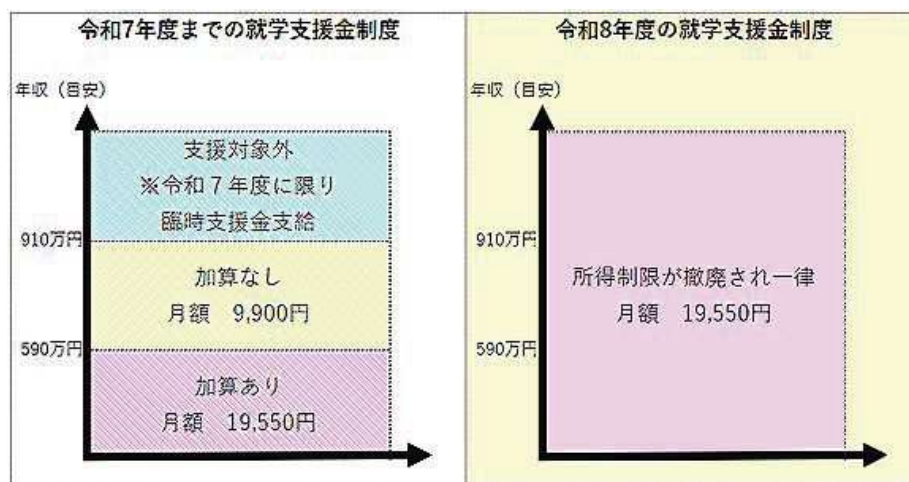 令和7年度までの就学支援金制度
年収（目安）
支援対象外
※令和７年度に限り
臨時支援金支給
910万円
加算なし
月額　9,900円
590万円
加算あり
月額　19,550円
令和8年度の就学支援金制度
年収（目安）
910万円
所得制限が撤廃され一律
月額　19,550円
590万円